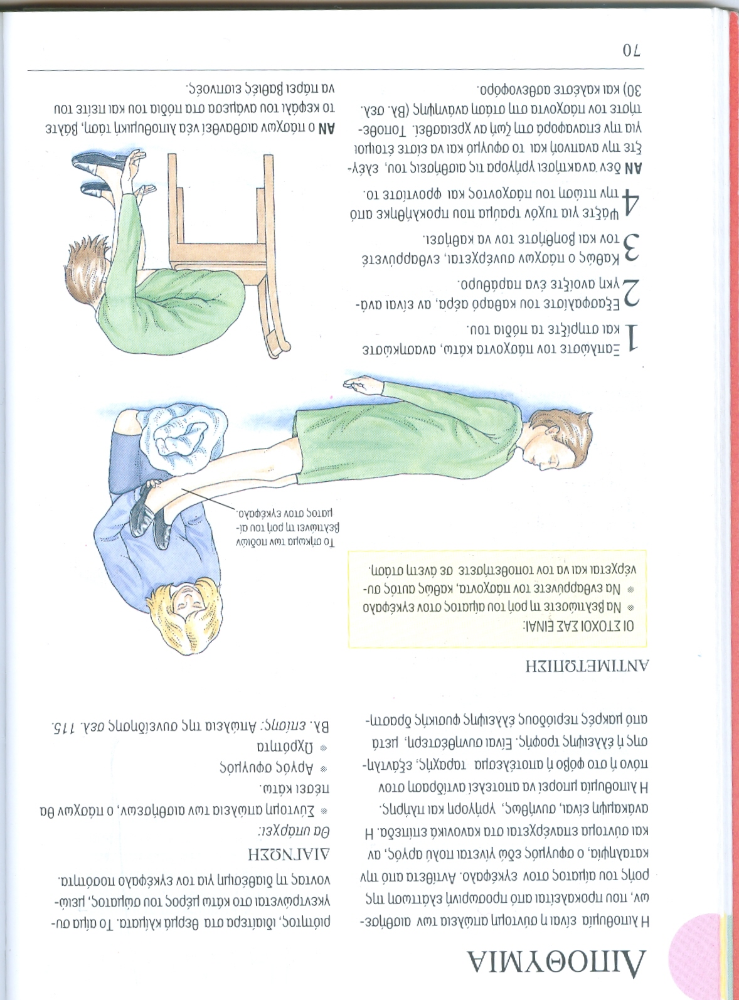 ΛΙΠΟΘΥΜΙΑ
Η λιποθυμία είναι η σύντομη απώλεια των αισθήσε-
ων, που προκαλείται από προσωρινή ελάττωση της
ροής του αίματος στον εγκέφαλο. Αντίθετα από την
καταληψία, ο σφυγμός εδώ γίνεται πολύ αργός, αν
και σύντομα επανέρχεται στα κανονικά επίπεδα. Η
ανάκαμψη είναι, συνήθως, γρήγορη και πλήρης.
Η λιποθυμία μπορεί να αποτελεί αντίδραση στον
πόνο ή στο φόβο ή αποτέλεσμα ταραχής, εξάντλη-
σης ή έλλειψης τροφής. Είναι συνηθέστερη, μετά
από μακρές περιόδους έλλειψης φυσικής δραστη-
ριότητος, ιδιαίτερα στα θερμά κλίματα. Το αίμα συ-
γκεντρώνεται στο κάτω μέρος του σώματος, μειώ-
νοντας τη διαθέσιμη για τον εγκέφαλο ποσότητα.
ΔΙΑΓΝΩΣΗ
Θα υπάρχει:
• Σύντομη απώλεια των αισθήσεων, ο πάσχων θα
πέσει κάτω.
• Αργός σφυγμός
• Ωχρότητα
Βλ. επίσης: Απώλεια της συνείδησης σελ. 115.
ΑΝΤΙΜΕΤΩΠΙΣΗ
ΟΙ ΣΤΟΧΟΙ ΣΑΣ ΕΙΝΑΙ:
• Να βελτιώσετε τη ροή του αίματος στον εγκέφαλο
• Να ενθαρρύνετε τον πάσχοντα, καθώς αυτός συ-
νέρχεται και να τον τοποθετήσετε σε άνετη στάση.
Το σήκωμα των ποδιών
βελτιώνει τη ροή του αί-
ματος στον εγκέφαλο.
1 Ξαπλώστε τον πάσχοντα κάτω, ανασηκώστε
και στηρίξτε τα πόδια του.
2 Εξασφαλίστε του καθαρό αέρα, αν είναι ανά-
γκη ανοίξτε ένα παράθυρο.
3 Καθώς ο πάσχων συνέρχεται, ενθαρρύνετέ
τον και βοηθήστε τον να καθήσει.
4 Ψάξτε για τυχόν τραύμα που προκλήθηκε από
την πτώση του πάσχοντος και φροντίστε το.
ΑΝ δεν ανακτήσει γρήγορα τις αισθήσεις του, ελέγ-
ξτε την αναπνοή και το σφυγμό και να είστε έτοιμοι
για την επαναφορά στη ζωή αν χρειασθεί. Τοποθε-
τήστε τον πάσχοντα στη στάση ανάνηψης (βλ. σελ.
30) και καλέστε ασθενοφόρο.
ΑΝ ο πάσχων αισθανθεί νέα λιποθυμική τάση, βάλτε
το κεφάλι του ανάμεσα στα πόδια του και πείτε του
να πάρει βαθιές εισπνοές.
70